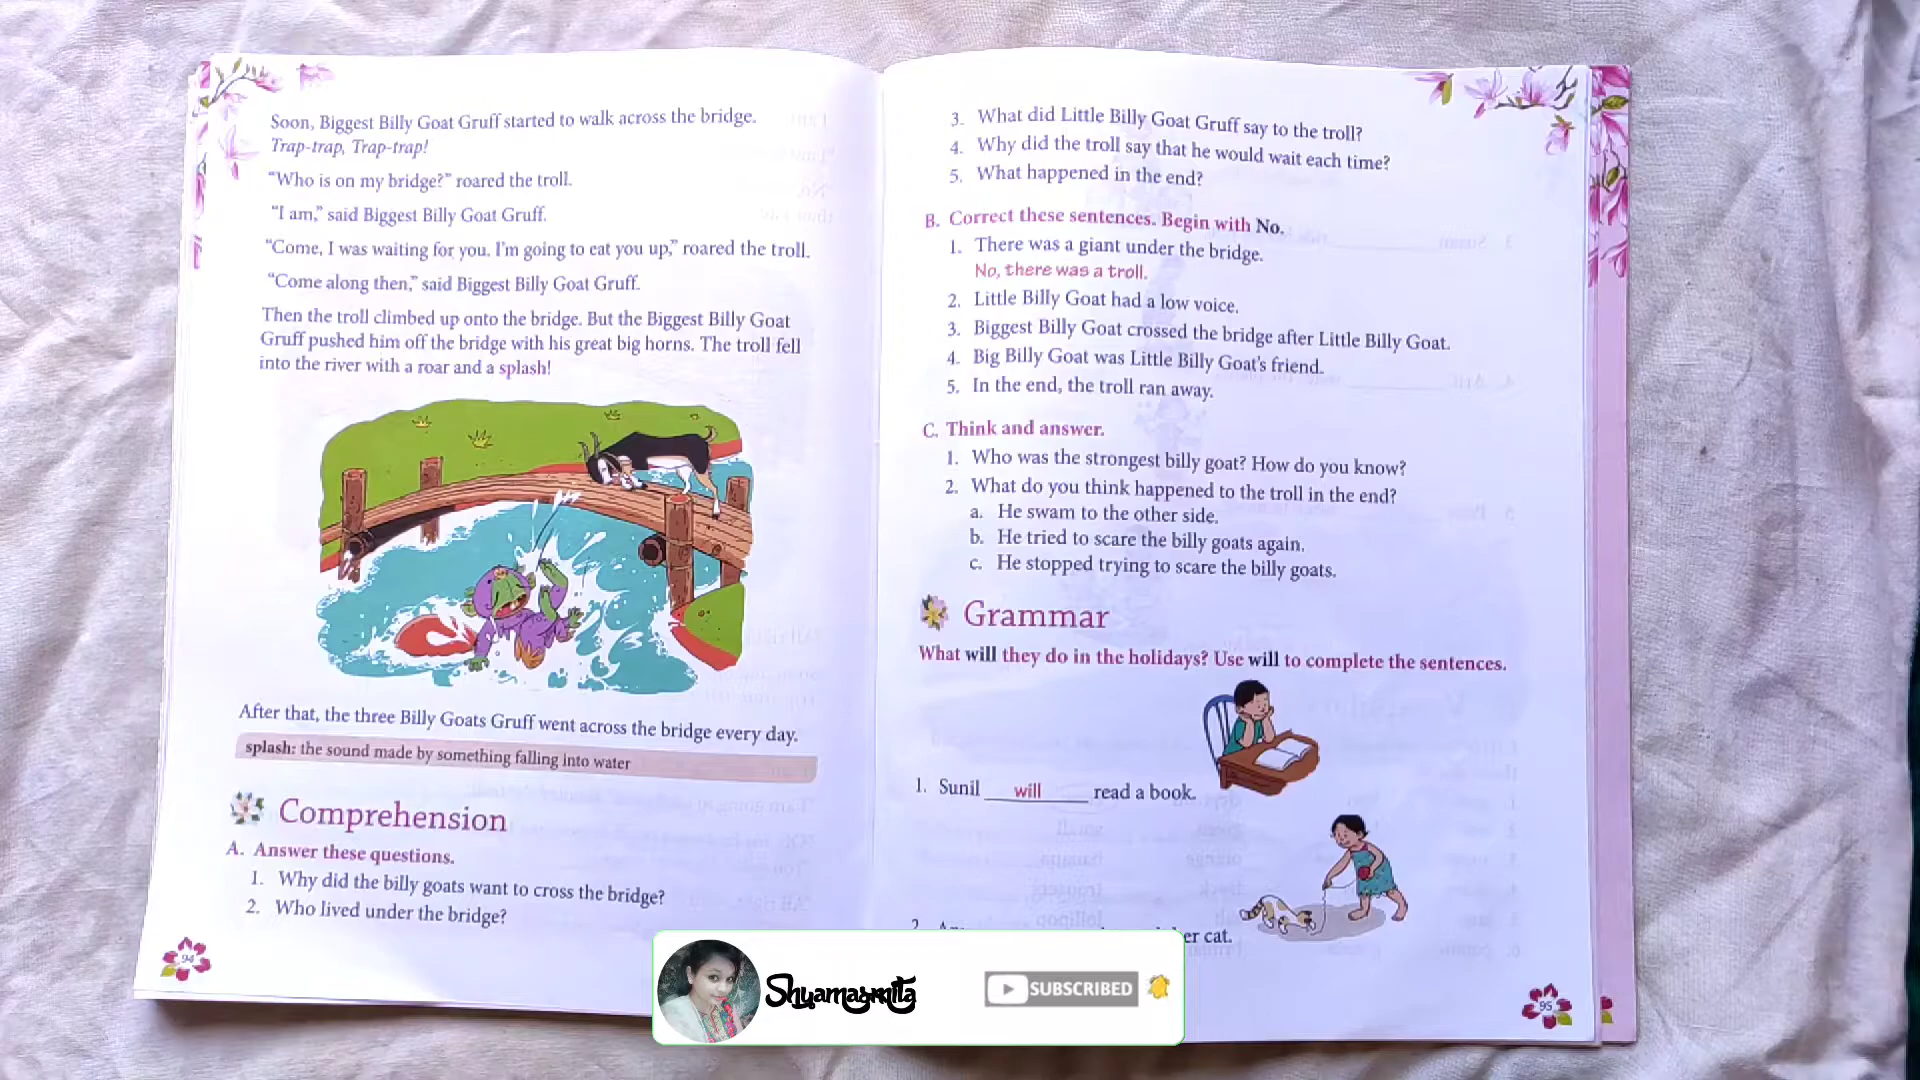 Soon, Biggest Billy Goat Gruff started to walk across the bridge.
Trap-trap, Trap-trap!
“Who is on my bridge?” roared the troll.
“I am,” said Biggest Billy Goat Gruff.
“Come, I was waiting for you. I’m going to eat you up,” roared the troll.
“Come along then,” said Biggest Billy Goat Gruff.
Then the troll climbed up onto the bridge. But the Biggest Billy Goat
Gruff pushed him off the bridge with his great big horns. The troll fell
into the river with a roar and a splash!
After that, the three Billy Goats Gruff went across the bridge every day.
splash: the sound made by something falling into water
Comprehension
A. Answer these questions.
1. Why did the billy goats want to cross the bridge?
2. Who lived under the bridge?
94
3. What did Little Billy Goat Gruff say to the troll?
4. Why did the troll say that he would wait each time?
5. What happened in the end?
B. Correct these sentences. Begin with No.
1. There was a giant under the bridge.
No, there was a troll.
2. Little Billy Goat had a low voice.
3. Biggest Billy Goat crossed the bridge after Little Billy Goat.
4. Big Billy Goat was Little Billy Goat’s friend.
5. In the end, the troll ran away.
C. Think and answer.
1. Who was the strongest billy goat? How do you know?
2. What do you think happened to the troll in the end?
a. He swam to the other side.
b. He tried to scare the billy goats again.
c. He stopped trying to scare the billy goats.
Grammar
What will they do in the holidays? Use will to complete the sentences.
1. Sunil will read a book.
2. er cat.
95
Shyamasmita
SUBSCRIBED